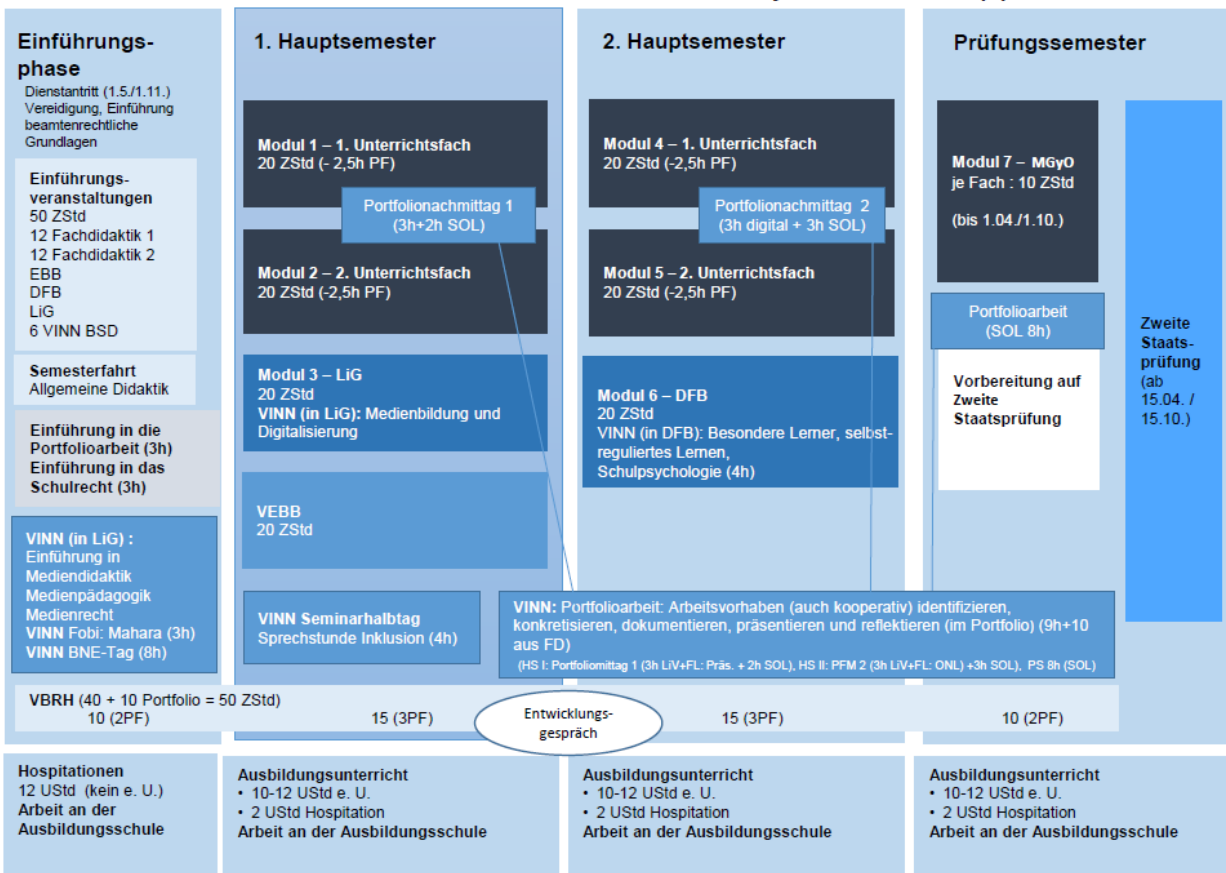 Einführungs-
phase
Dienstantritt (1.5./1.11.)
Vereidigung, Einführung
beamtenrechtliche
Grundlagen
Einführungs-
veranstaltungen
50 ZStd
12 Fachdidaktik 1
12 Fachdidaktik 2
EBB
DFB
LiG
6 VINN BSD
Semesterfahrt
Allgemeine Didaktik
Einführung in die
Portfolioarbeit (3h)
Einführung in das
Schulrecht (3h)
VINN (in LiG) :
Einführung in
Mediendidaktik
Medienpädagogik
Medienrecht
VINN Fobi: Mahara (3h)
VINN BNE-Tag (8h)
1. Hauptsemester
Modul 1 – 1. Unterrichtsfach
20 ZStd (- 2,5h PF)
Portfolionachmittag 1
(3h+2h SOL)
Modul 2 – 2. Unterrichtsfach
20 ZStd (-2,5h PF)
Modul 3 – LiG
20 ZStd
VINN (in LiG): Medienbildung und
Digitalisierung
VEBB
20 ZStd
VINN Seminarhalbtag
Sprechstunde Inklusion (4h)
2. Hauptsemester
Modul 4 – 1. Unterrichtsfach
20 ZStd (-2,5h PF)
Portfolionachmittag 2
(3h digital + 3h SOL)
Modul 5 – 2. Unterrichtsfach
20 ZStd (-2,5h PF)
Modul 6 – DFB
20 ZStd
VINN (in DFB): Besondere Lerner, selbst-
reguliertes Lernen,
Schulpsychologie (4h)
Prüfungssemester
Modul 7 – MGyO
je Fach : 10 ZStd
(bis 1.04./1.10.)
Portfolioarbeit
(SOL 8h)
Vorbereitung auf
Zweite
Staatsprüfung
Zweite
Staats-
prüfung
(ab
15.04. /
15.10.)
VINN: Portfolioarbeit: Arbeitsvorhaben (auch kooperativ) identifizieren,
konkretisieren, dokumentieren, präsentieren und reflektieren (im Portfolio) (9h+10
aus FD)
(HS I: Portfoliomittag 1 (3h LiV+FL: Präs. + 2h SOL), HS II: PFM 2 (3h LiV+FL: ONL) +3h SOL), PS 8h (SOL)
VBRH (40 + 10 Portfolio = 50 ZStd)
10 (2PF)
15 (3PF)
Entwicklungs-
gespräch
15 (3PF)
10 (2PF)
Hospitationen
12 UStd (kein e. U.)
Arbeit an der
Ausbildungsschule
Ausbildungsunterricht
• 10-12 UStd e. U.
• 2 UStd Hospitation
Arbeit an der Ausbildungsschule
Ausbildungsunterricht
• 10-12 UStd e. U.
• 2 UStd Hospitation
Arbeit an der Ausbildungsschule
Ausbildungsunterricht
• 10-12 UStd e. U.
• 2 UStd Hospitation
Arbeit an der Ausbildungsschule